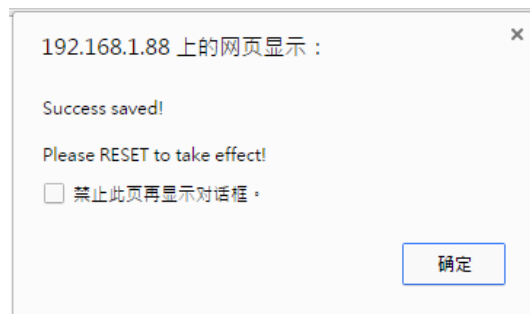 192.168.1.88 上的网页显示：
Success saved!
Please RESET to take effect!
禁止此页再显示对话框。
确定